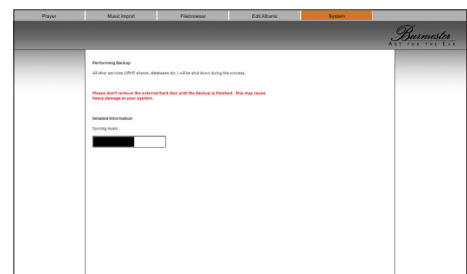 Player
Music Import
Filebrowser
Edit Albums
System
Burmester
ART FOR THE EAR
Performing Backup
All other services (UPnP, shares, databases etc.) will be shut down during this process.
Please don't remove the external hard disc until the Backup is finished - this may cause
heavy damage to your system.
Detailed Information:
Syncing Music